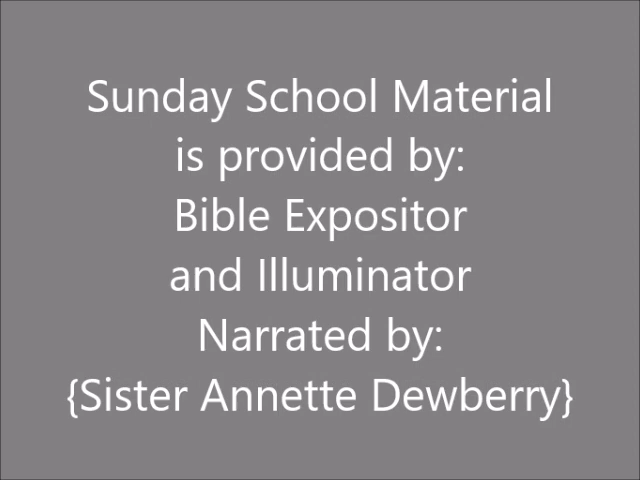 Sunday School Material
is provided by:
Bible Expositor
and Illuminator
Narrated by:
{Sister Annette Dewberry}